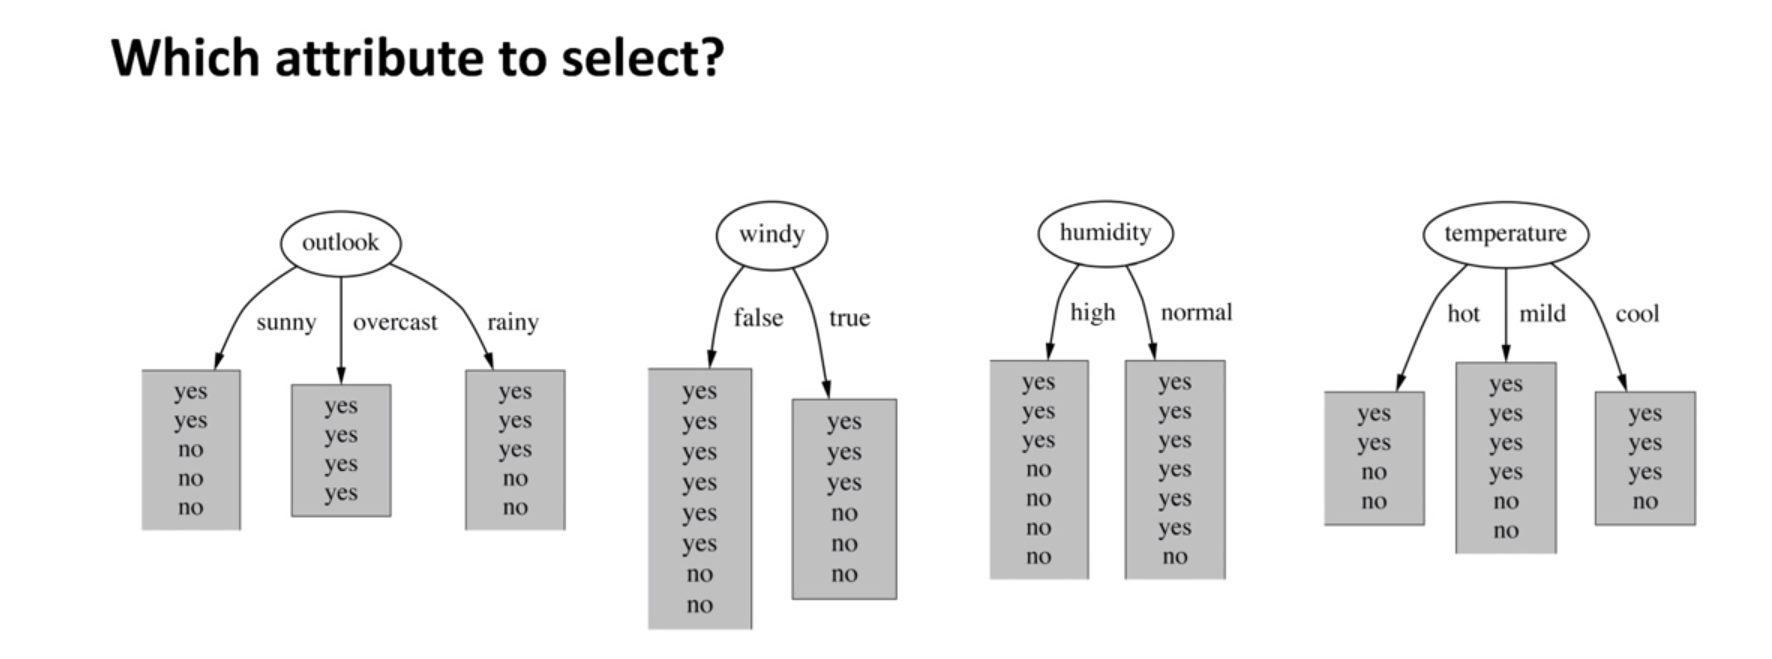 Which attribute to select?
outlook
sunny
overcast
rainy
yes
yes
no
no
no
yes
yes
yes
yes
yes
yes
yes
no
no
windy
false
true
yes
yes
yes
yes
yes
yes
no
no
yes
yes
yes
no
no
no
humidity
high
normal
yes
yes
yes
no
no
no
no
yes
yes
yes
yes
yes
yes
no
temperature
hot
mild
cool
yes
yes
no
no
yes
yes
yes
yes
no
no
yes
yes
yes
no